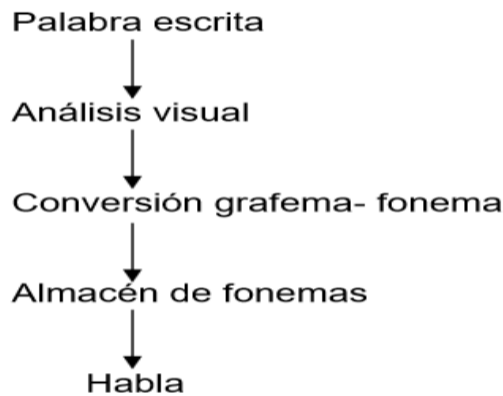 Palabra escrita
Análisis visual
Conversión grafema- fonema
Almacén de fonemas
Habla